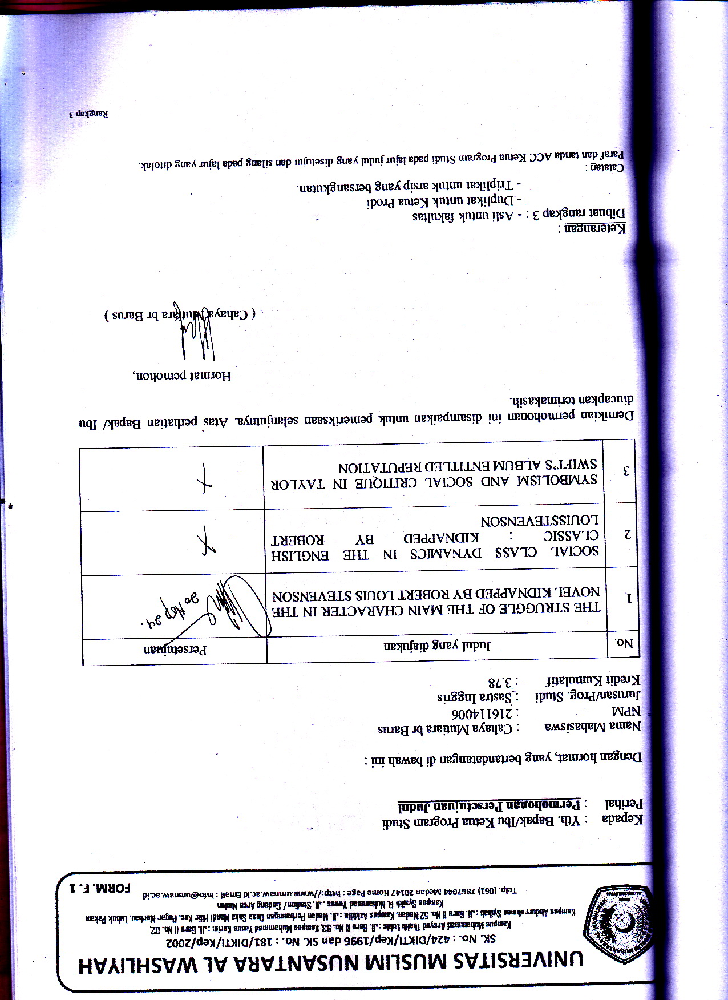 UNIVERSITAS MUSLIM NUSANTARA AL WASHLIYAH
SK. No. : 424/DIKTI/Kep/1996 dan SK. No. : 181/DIKTI/Kep/2002
Kampus Muhammad Arsyad Thalib Lubis : Jl. Garu II No. 93, Kampus Muhammad Yunus Karim : Jl. Garu II No. 02
Kampus Abdurrahman Syihab : Jl. Garu II No. 52 Medan, Kampus Aziddin : Jl. Medan Perbaungan Desa Suka Mandi Hilir Kec. Pagar Merbau, Lubuk Pakam
Kampus Syaikh H. Muhammad Yunus , Jl. Stadion/ Gedung Arca Medan
Telp. (061) 7867044 Medan 20147 Home Page : http://www.umnaw.ac.id Email : info@umnaw.ac.id
FORM. F. 1
Kepada : Yth. Bapak/Ibu Ketua Program Studi
Perihal : Permohonan Persetujuan Judul
Dengan hormat, yang bertandatangan di bawah ini :
Nama Mahasiswa : Cahaya Mutiara br Barus
NPM : 216114006
Jurusan/Prog. Studi : Sastra Inggris
Kredit Kumulatif : 3.78
No. Judul yang diajukan Persetujuan
1 THE STRUGGLE OF THE MAIN CHARACTER IN THE
NOVEL KIDNAPPED BY ROBERT LOUIS STEVENSON
2 SOCIAL CLASS DYNAMICS IN THE ENGLISH
CLASSIC : KIDNAPPED BY ROBERT
LOUISSTEVENSON
3 SYMBOLISM AND SOCIAL CRITIQUE IN TAYLOR
SWIFT'S ALBUM ENTITLED REPUTATION
Demikian permohonan ini disampaikan untuk pemeriksaan selanjutnya. Atas perhatian Bapak/ Ibu
diucapkan terimakasih.
Hormat pemohon,
( Cahaya Mutiara br Barus )
Keterangan :
Dibuat rangkap 3 : - Asli untuk fakultas
- Duplikat untuk Ketua Prodi
- Triplikat untuk arsip yang bersangkutan.
Catatan :
Paraf dan tanda ACC Ketua Program Studi pada lajur judul yang disetujui dan silang pada lajur yang ditolak.
Rangkap 3